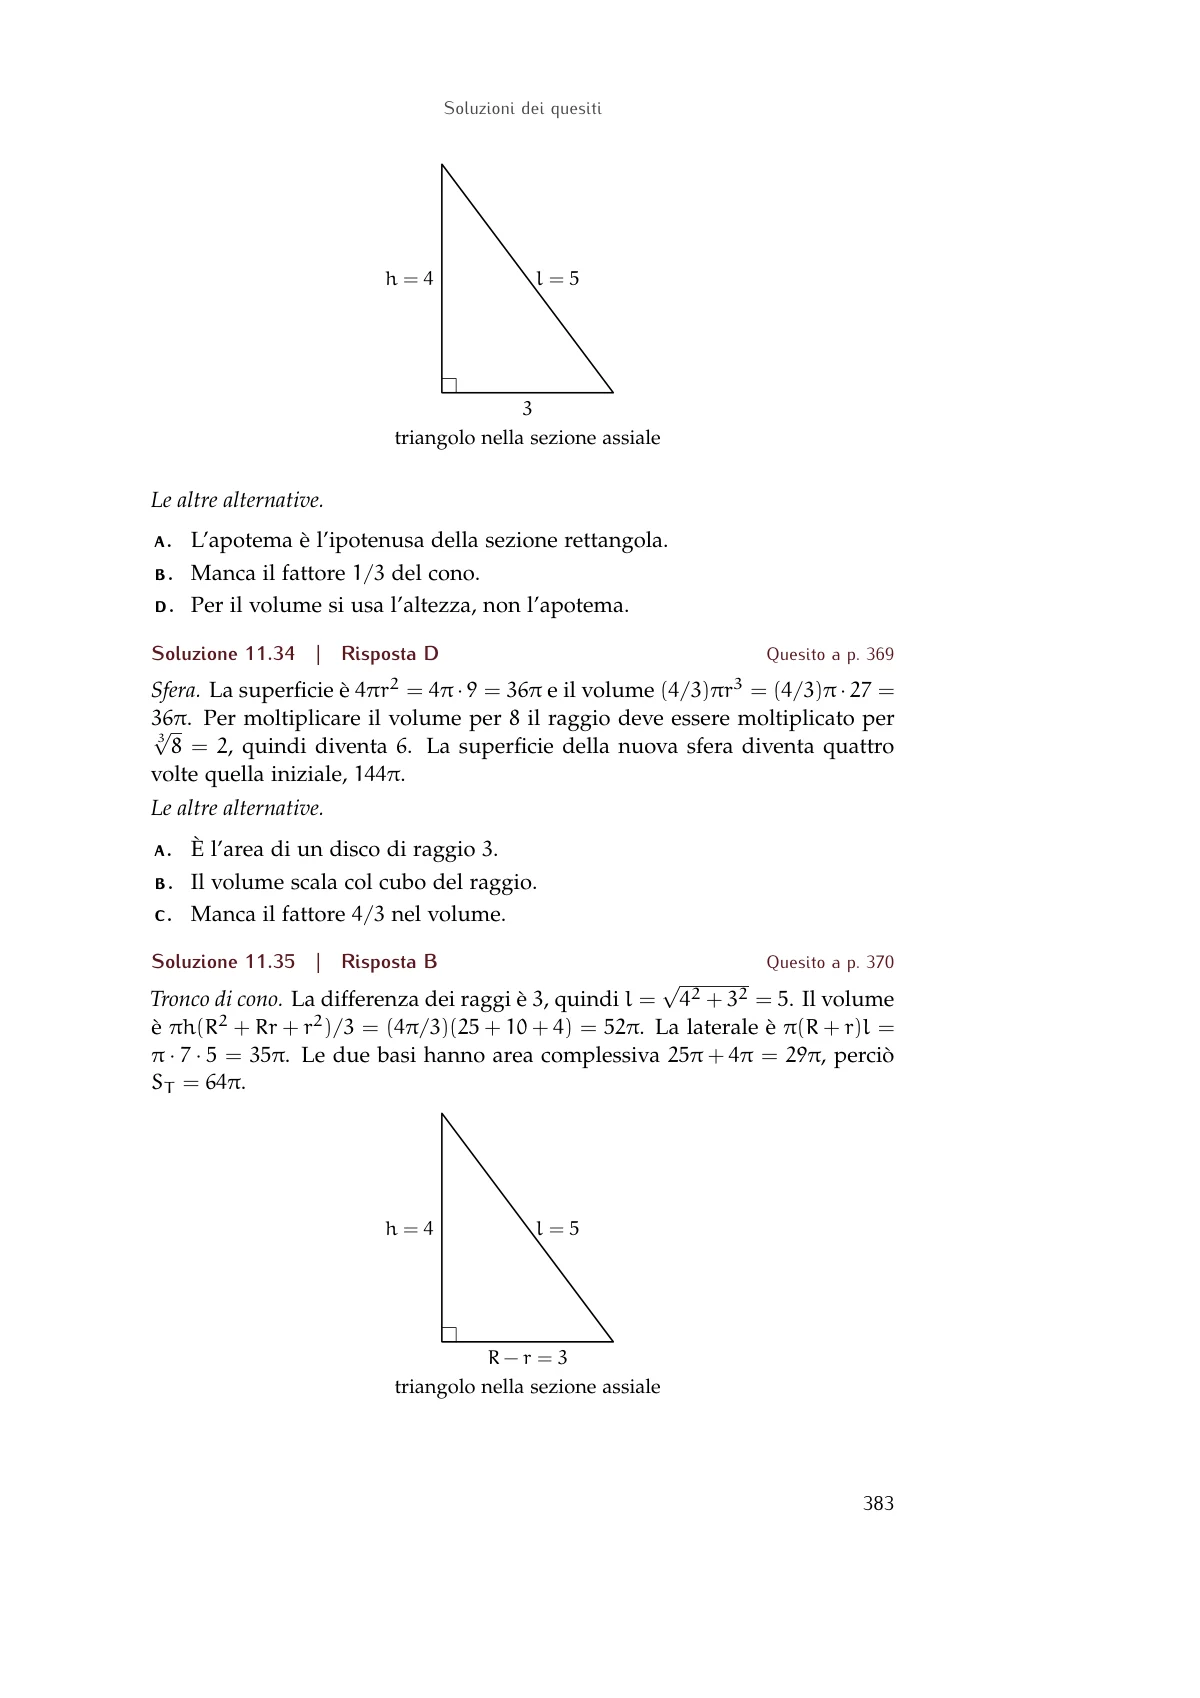 Soluzioni dei quesiti
h = 4
l = 5
3
triangolo nella sezione assiale
Le altre alternative.
A. L’apotema è l’ipotenusa della sezione rettangola.
B. Manca il fattore 1/3 del cono.
D. Per il volume si usa l’altezza, non l’apotema.
Soluzione 11.34 | Risposta D Quesito a p. 369
Sfera. La superficie è 4πr² = 4π · 9 = 36π e il volume (4/3)πr³ = (4/3)π · 27 =
36π. Per moltiplicare il volume per 8 il raggio deve essere moltiplicato per
∛8 = 2, quindi diventa 6. La superficie della nuova sfera diventa quattro
volte quella iniziale, 144π.
Le altre alternative.
A. È l’area di un disco di raggio 3.
B. Il volume scala col cubo del raggio.
C. Manca il fattore 4/3 nel volume.
Soluzione 11.35 | Risposta B Quesito a p. 370
Tronco di cono. La differenza dei raggi è 3, quindi l = √(4² + 3²) = 5. Il volume
è πh(R² + Rr + r²)/3 = (4π/3)(25 + 10 + 4) = 52π. La laterale è π(R + r)l =
π · 7 · 5 = 35π. Le due basi hanno area complessiva 25π + 4π = 29π, perciò
S_T = 64π.
h = 4
l = 5
R − r = 3
triangolo nella sezione assiale
383